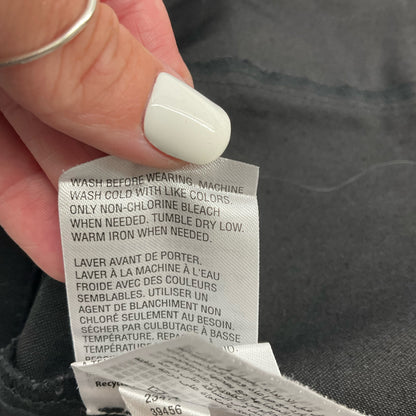 WASH BEFORE WEARING. MACHINE
WASH COLD WITH LIKE COLORS.
ONLY NON-CHLORINE BLEACH
WHEN NEEDED. TUMBLE DRY LOW.
WARM IRON WHEN NEEDED.
LAVER AVANT DE PORTER.
LAVER À LA MACHINE À L'EAU
FROIDE AVEC DES COULEURS
SEMBLABLES. UTILISER UN
AGENT DE BLANCHIMENT NON
CHLORÉ SEULEMENT AU BESOIN.
SÉCHER PAR CULBUTAGE À BASSE
TEMPÉRATURE.
39456